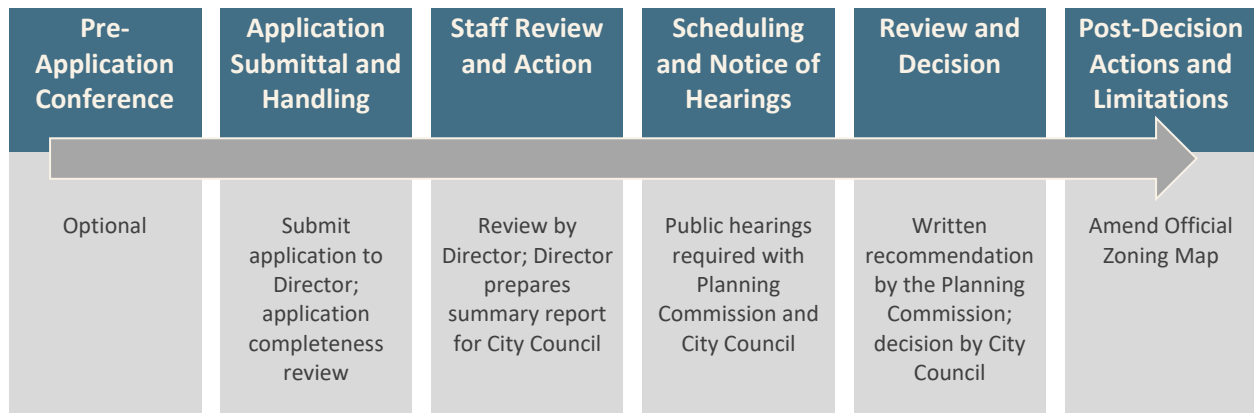 Pre-
Application
Conference
Optional
Application
Submittal and
Handling
Submit
application to
Director;
application
completeness
review
Staff Review
and Action
Review by
Director; Director
prepares
summary report
for City Council
Scheduling
and Notice of
Hearings
Public hearings
required with
Planning
Commission and
City Council
Review and
Decision
Written
recommendation
by the Planning
Commission;
decision by City
Council
Post-Decision
Actions and
Limitations
Amend Official
Zoning Map